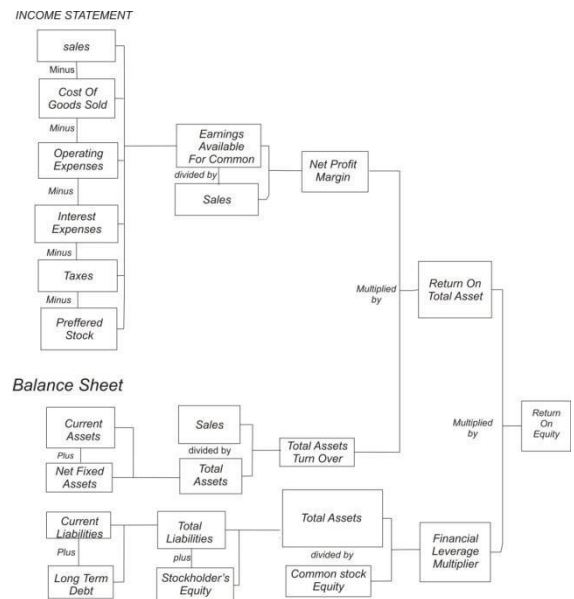 INCOME STATEMENT
sales
Minus
Cost Of
Goods Sold
Minus
Operating
Expenses
Minus
Interest
Expenses
Minus
Taxes
Minus
Preffered
Stock
Earnings
Available
For Common
divided by
Sales
Net Profit
Margin
Multiplied
by
Return On
Total Asset
Balance Sheet
Current
Assets
Plus
Net Fixed
Assets
Sales
divided by
Total
Assets
Total Assets
Turn Over
Multiplied
by
Return
On
Equity
Current
Liabilities
Plus
Long Term
Debt
Total
Liabilities
plus
Stockholder's
Equity
Total Assets
divided by
Common stock
Equity
Financial
Leverage
Multiplier